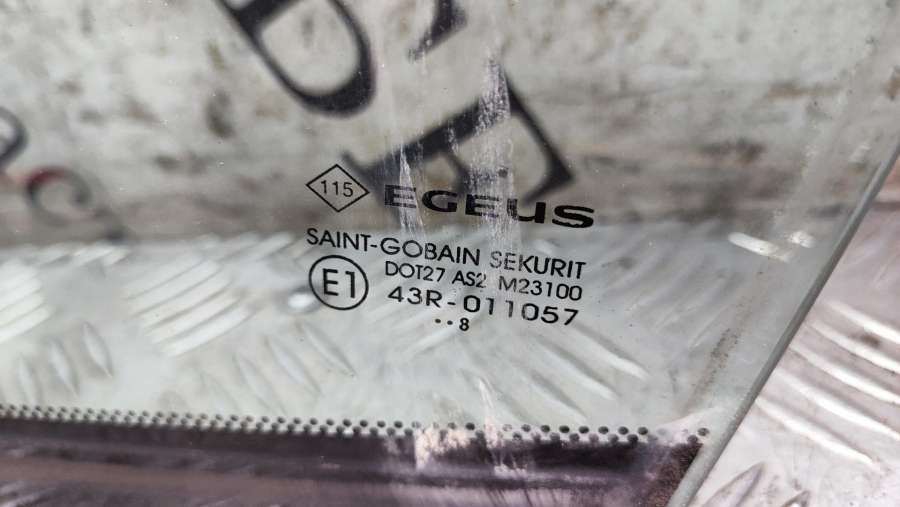 115 EGEUS
SAINT-GOBAIN SEKURIT
E1 DOT27 AS2 M23100
43R-011057
••8